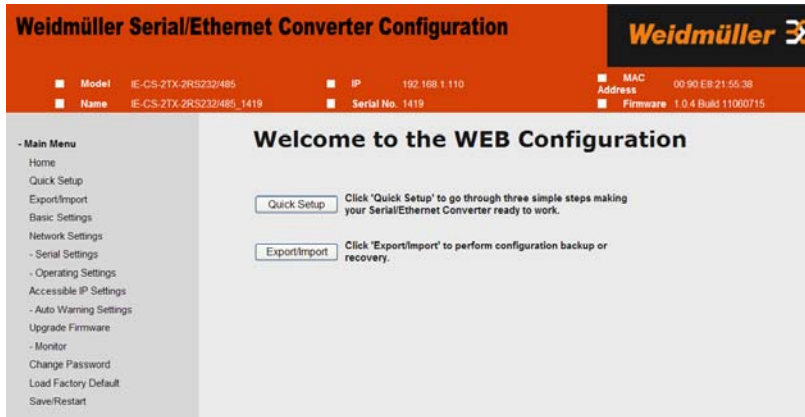 Weidmüller Serial/Ethernet Converter Configuration
Weidmüller
Model IE-CS-2TX-2RS232/485
IP 192.168.1.110
MAC Address 00:90:E8:21:55:38
Name IE-CS-2TX-2RS232/485_1419
Serial No. 1419
Firmware 1.0.4 Build 11060715
- Main Menu
Home
Quick Setup
Export/Import
Basic Settings
Network Settings
- Serial Settings
- Operating Settings
Accessible IP Settings
- Auto Warning Settings
Upgrade Firmware
- Monitor
Change Password
Load Factory Default
Save/Restart
Welcome to the WEB Configuration
Quick Setup
Click 'Quick Setup' to go through three simple steps making
your Serial/Ethernet Converter ready to work.
Export/Import
Click 'Export/Import' to perform configuration backup or
recovery.